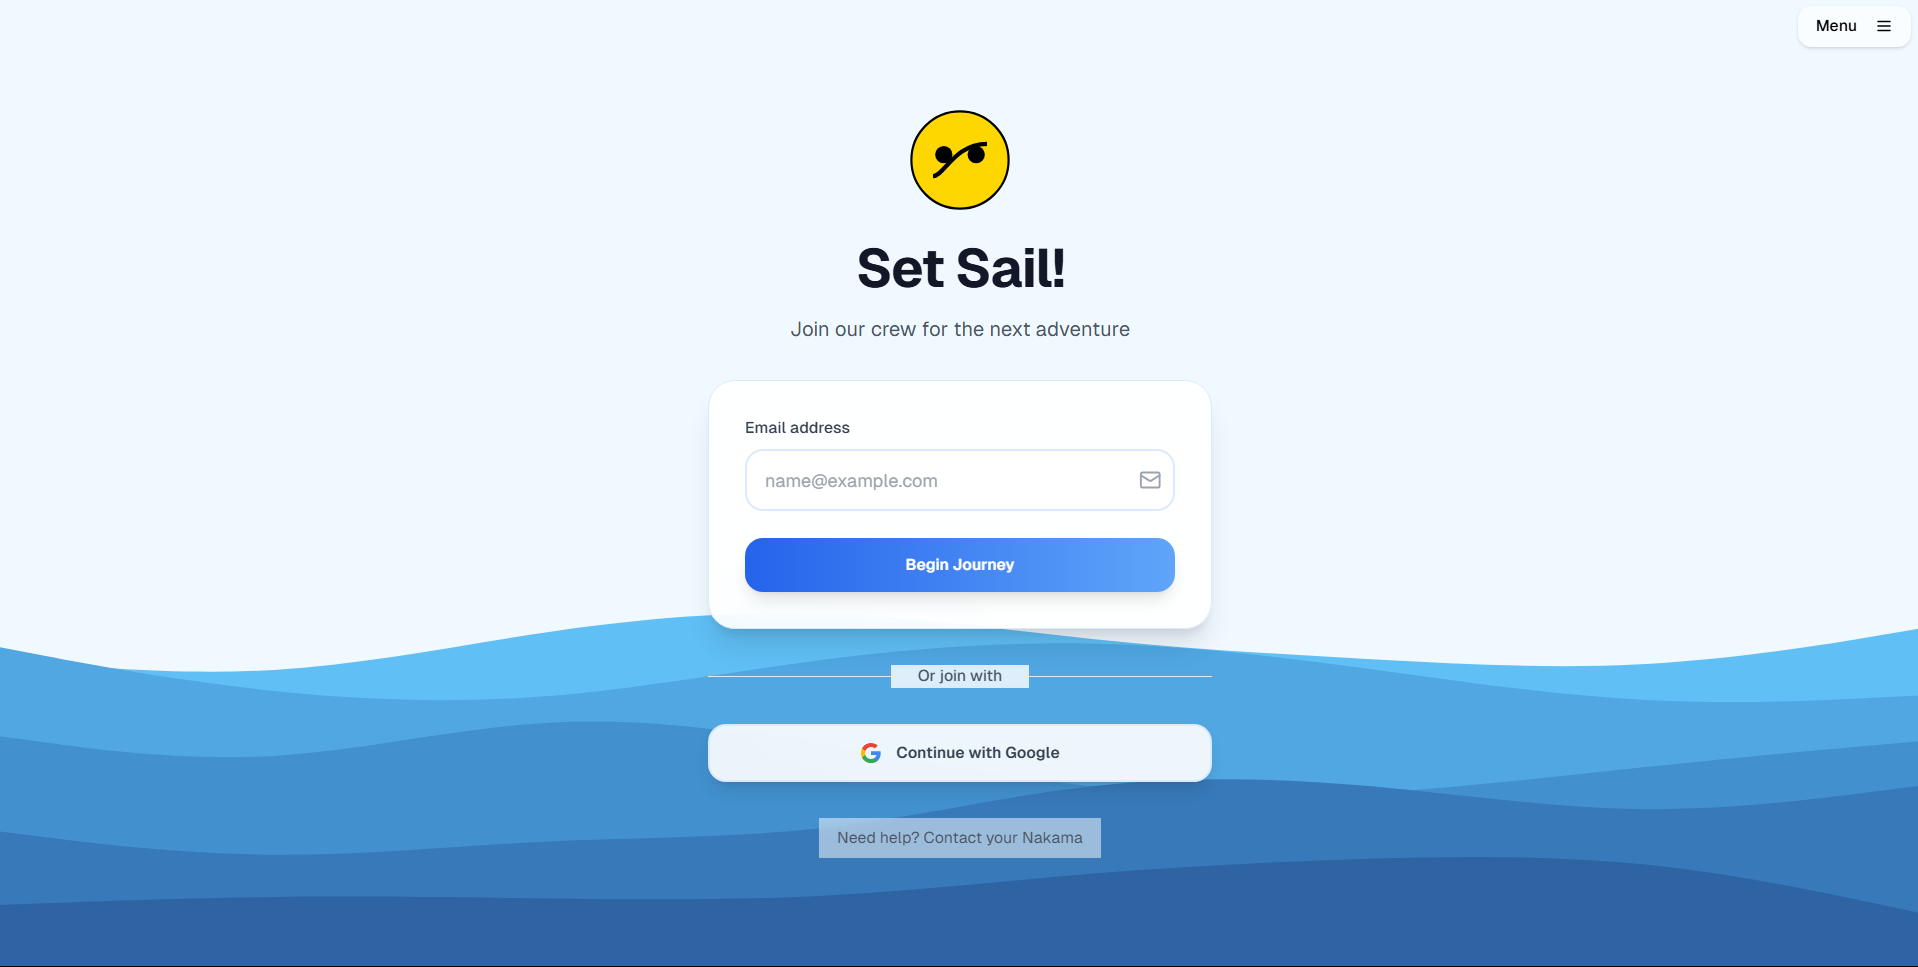 Menu
Set Sail!
Join our crew for the next adventure
Email address
name@example.com
Begin Journey
Or join with
Continue with Google
Need help? Contact your Nakama